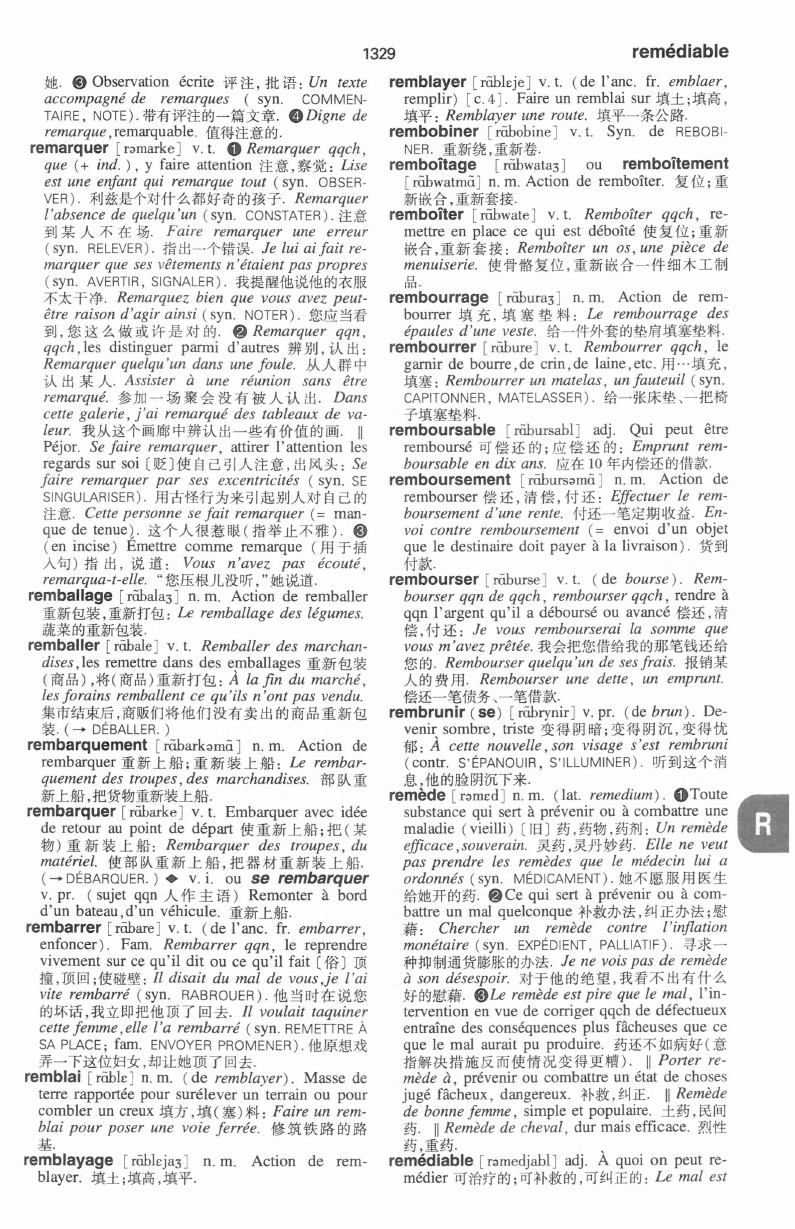 1329
remédiable
她. ❸ Observation écrite 评注,批语: Un texte
accompagné de remarques ( syn. COMMEN-
TAIRE, NOTE). 带有评注的一篇文章. ❹ Digne de
remarque, remarquable. 值得注意的.
remarquer [rəmarke] v. t. ❶ Remarquer qqch,
que (+ ind. ), y faire attention 注意,察觉: Lise
est une enfant qui remarque tout (syn. OBSER-
VER). 利兹是个对什么都好奇的孩子. Remarquer
l'absence de quelqu'un (syn. CONSTATER). 注意
到某人不在场. Faire remarquer une erreur
(syn. RELEVER). 指出一个错误. Je lui ai fait re-
marquer que ses vêtements n'étaient pas propres
(syn. AVERTIR, SIGNALER). 我提醒他说他的衣服
不太干净. Remarquez bien que vous avez peut-
être raison d'agir ainsi (syn. NOTER). 您应当看
到,您这么做或许是对的. ❷ Remarquer qqn,
qqch, les distinguer parmi d'autres 辨别,认出:
Remarquer quelqu'un dans une foule. 从人群中
认出某人. Assister à une réunion sans être
remarqué. 参加一场聚会没有被人认出. Dans
cette galerie, j'ai remarqué des tableaux de va-
leur. 我从这个画廊中辨认出一些有价值的画. ‖
Péjor. Se faire remarquer, attirer l'attention les
regards sur soi〔贬〕使自己引人注意,出风头: Se
faire remarquer par ses excentricités (syn. SE
SINGULARISER). 用古怪行为来引起别人对自己的
注意. Cette personne se fait remarquer (= man-
que de tenue). 这个人很惹眼(指举止不雅). ❸
(en incise) Émettre comme remarque (用于插
入句)指出,说道: Vous n'avez pas écouté,
remarqua-t-elle. “您压根儿没听,”她说道.
remballage [rɑ̃balaʒ] n. m. Action de remballer
重新包装,重新打包: Le remballage des légumes.
蔬菜的重新包装.
remballer [rɑ̃bale] v. t. Remballer des marchan-
dises, les remettre dans des emballages 重新包装
(商品),将(商品)重新打包: À la fin du marché,
les forains remballent ce qu'ils n'ont pas vendu.
集市结束后,商贩们将他们没有卖出的商品重新包
装. (→ DÉBALLER. )
rembarquement [rɑ̃barkəmɑ̃] n. m. Action de
rembarquer 重新上船;重新装上船: Le rembar-
quement des troupes, des marchandises. 部队重
新上船,把货物重新装上船.
rembarquer [rɑ̃barke] v. t. Embarquer avec idée
de retour au point de départ 使重新上船;把(某
物)重新装上船: Rembarquer des troupes, du
matériel. 使部队重新上船,把器材重新装上船.
(→DÉBARQUER. ) ◆ v. i. ou se rembarquer
v. pr. (sujet qqn 人作主语) Remonter à bord
d'un bateau, d'un véhicule. 重新上船.
rembarrer [rɑ̃bare] v. t. (de l'anc. fr. embarrer,
enfoncer). Fam. Rembarrer qqn, le reprendre
vivement sur ce qu'il dit ou ce qu'il fait〔俗〕顶
撞,顶回;使碰壁: Il disait du mal de vous, je l'ai
vite rembarré (syn. RABROUER). 他当时在说您
的坏话,我立即把他顶了回去. Il voulait taquiner
cette femme, elle l'a rembarré (syn. REMETTRE À
SA PLACE; fam. ENVOYER PROMENER). 他原想戏
弄一下这位妇女,却让她顶了回去.
remblai [rɑ̃blɛ] n. m. (de remblayer). Masse de
terre rapportée pour surélever un terrain ou pour
combler un creux 填方,填(塞)料: Faire un rem-
blai pour poser une voie ferrée. 修筑铁路的路
基.
remblayage [rɑ̃blɛjaʒ] n. m. Action de rem-
blayer. 填土;填高,填平.
remblayer [rɑ̃blɛje] v. t. (de l'anc. fr. emblaer,
remplir) [c. 4]. Faire un remblai sur 填土;填高,
填平: Remblayer une route. 填平一条公路.
rembobiner [rɑ̃bobine] v. t. Syn. de REBOBI-
NER. 重新绕,重新卷.
remboîtage [rɑ̃bwataʒ] ou remboîtement
[rɑ̃bwatmɑ̃] n. m. Action de remboîter. 复位;重
新嵌合,重新套接.
remboîter [rɑ̃bwate] v. t. Remboîter qqch, re-
mettre en place ce qui est déboîté 使复位;重新
嵌合,重新套接: Remboîter un os, une pièce de
menuiserie. 使骨骼复位,重新嵌合一件细木工制
品.
rembourrage [rɑ̃buraʒ] n. m. Action de rem-
bourrer 填充,填塞垫料: Le rembourrage des
épaules d'une veste. 给一件外套的垫肩填塞垫料.
rembourrer [rɑ̃bure] v. t. Rembourrer qqch, le
garnir de bourre, de crin, de laine, etc. 用…填充,
填塞: Rembourrer un matelas, un fauteuil (syn.
CAPITONNER, MATELASSER). 给一张床垫、一把椅
子填塞垫料.
remboursable [rɑ̃bursabl] adj. Qui peut être
remboursé 可偿还的;应偿还的: Emprunt rem-
boursable en dix ans. 应在 10 年内偿还的借款.
remboursement [rɑ̃bursəmɑ̃] n. m. Action de
rembourser 偿还,清偿,付还: Effectuer le rem-
boursement d'une rente. 付还一笔定期收益. En-
voi contre remboursement (= envoi d'un objet
que le destinaire doit payer à la livraison). 货到
付款.
rembourser [rɑ̃burse] v. t. (de bourse). Rem-
bourser qqn de qqch, rembourser qqch, rendre à
qqn l'argent qu'il a déboursé ou avancé 偿还,清
偿,付还: Je vous rembourserai la somme que
vous m'avez prêtée. 我会把您借给我的那笔钱还给
您的. Rembourser quelqu'un de ses frais. 报销某
人的费用. Rembourser une dette, un emprunt.
偿还一笔债务、一笔借款.
rembrunir (se) [rɑ̃brynir] v. pr. (de brun). De-
venir sombre, triste 变得阴暗;变得阴沉,变得忧
郁: À cette nouvelle, son visage s'est rembruni
(contr. S'ÉPANOUIR, S'ILLUMINER). 听到这个消
息,他的脸阴沉下来.
remède [rəmɛd] n. m. (lat. remedium). ❶ Toute
substance qui sert à prévenir ou à combattre une
maladie (vieilli)〔旧〕药,药物,药剂: Un remède
efficace, souverain. 灵药,灵丹妙药. Elle ne veut
pas prendre les remèdes que le médecin lui a
ordonnés (syn. MÉDICAMENT). 她不愿服用医生
给她开的药. ❷ Ce qui sert à prévenir ou à com-
battre un mal quelconque 补救办法,纠正办法;慰
藉: Chercher un remède contre l'inflation
monétaire (syn. EXPÉDIENT, PALLIATIF). 寻求一
种抑制通货膨胀的办法. Je ne vois pas de remède
à son désespoir. 对于他的绝望,我看不出有什么
好的慰藉. ❸ Le remède est pire que le mal, l'in-
tervention en vue de corriger qqch de défectueux
entraîne des conséquences plus fâcheuses que ce
que le mal aurait pu produire. 药还不如病好(意
指解决措施反而使情况变得更糟). ‖ Porter re-
mède à, prévenir ou combattre un état de choses
jugé fâcheux, dangereux. 补救,纠正. ‖ Remède
de bonne femme, simple et populaire. 土药,民间
药. ‖ Remède de cheval, dur mais efficace. 烈性
药,重药.
remédiable [rəmedjabl] adj. À quoi on peut re-
médier 可治疗的;可补救的,可纠正的: Le mal est
R